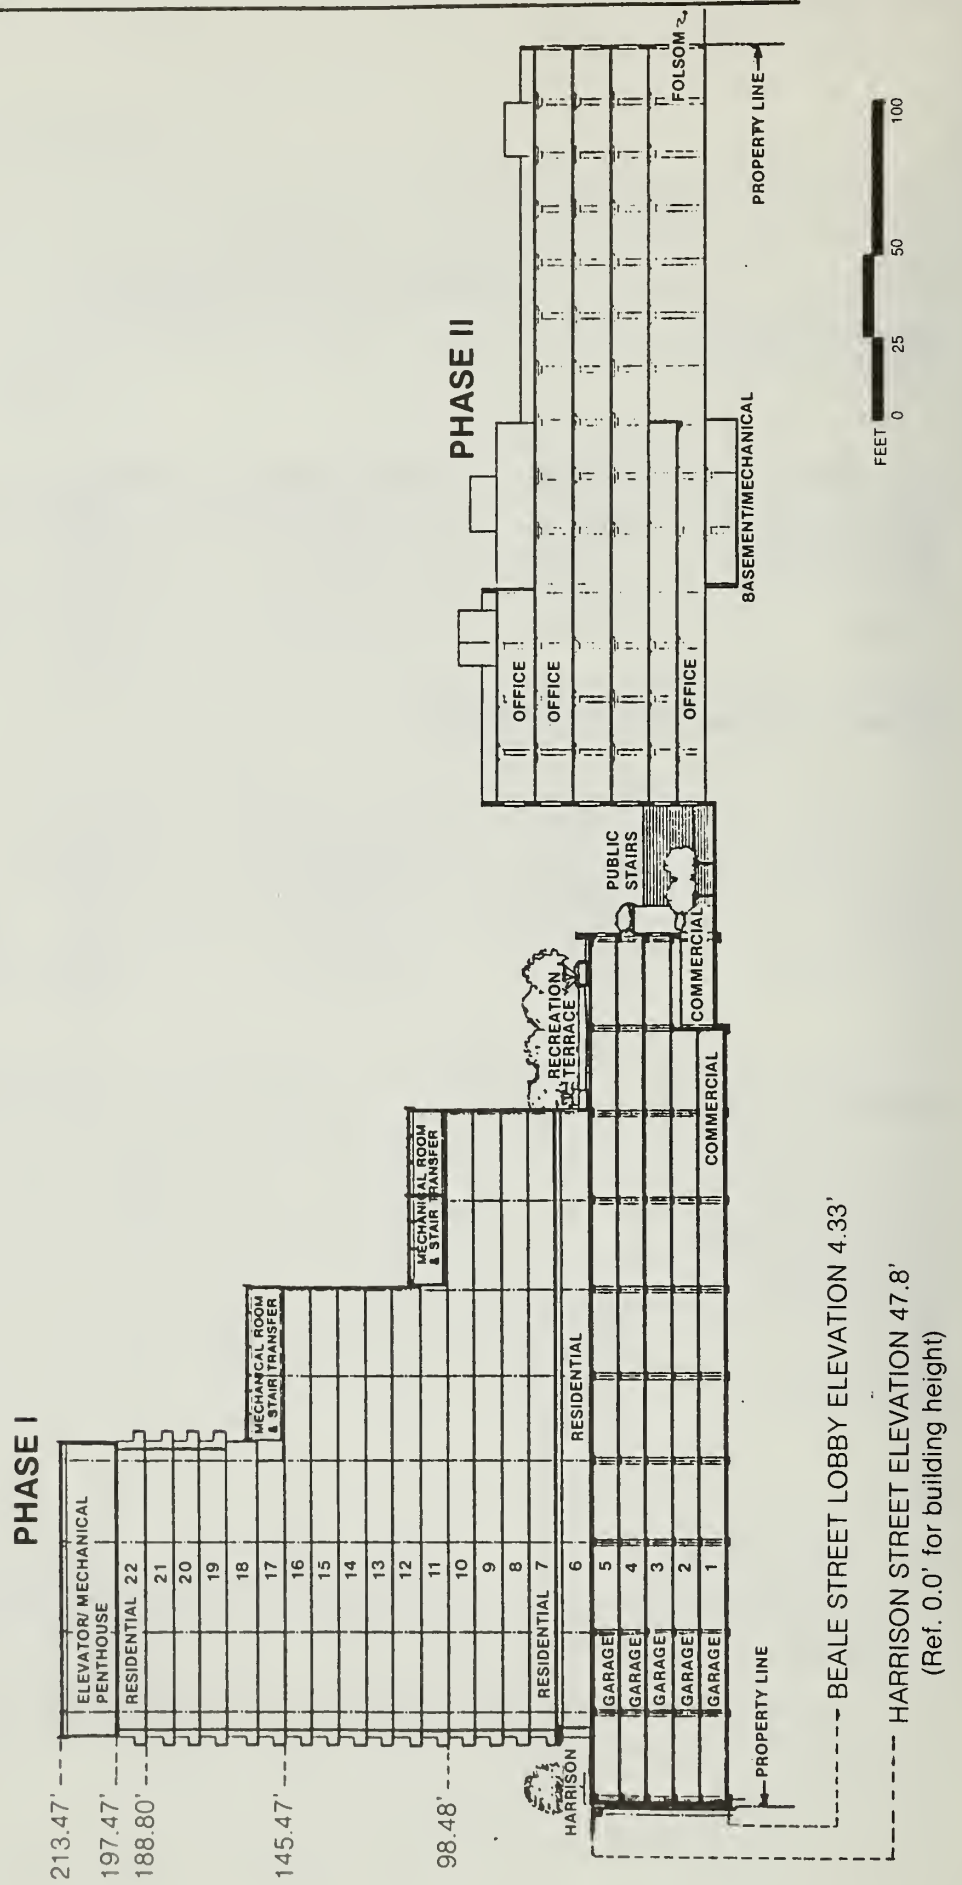 PHASE I
213.47'
197.47'
188.80'
145.47'
98.48'
ELEVATOR/MECHANICAL
PENTHOUSE
RESIDENTIAL 22
21
20
19
18
17
16
15
14
13
12
11
10
9
8
RESIDENTIAL 7
6
RESIDENTIAL
GARAGE 5
GARAGE 4
GARAGE 3
GARAGE 2
GARAGE 1
MECHANICAL ROOM
& STAIR TRANSFER
MECHANICAL ROOM
& STAIR TRANSFER
RECREATION
TERRACE
COMMERCIAL
COMMERCIAL
PUBLIC
STAIRS
HARRISON
PROPERTY LINE
BEALE STREET LOBBY ELEVATION 4.33'
HARRISON STREET ELEVATION 47.8'
(Ref. 0.0' for building height)
PHASE II
OFFICE
OFFICE
OFFICE
BASEMENT/MECHANICAL
FOLSOM
PROPERTY LINE
FEET
0
25
50
100